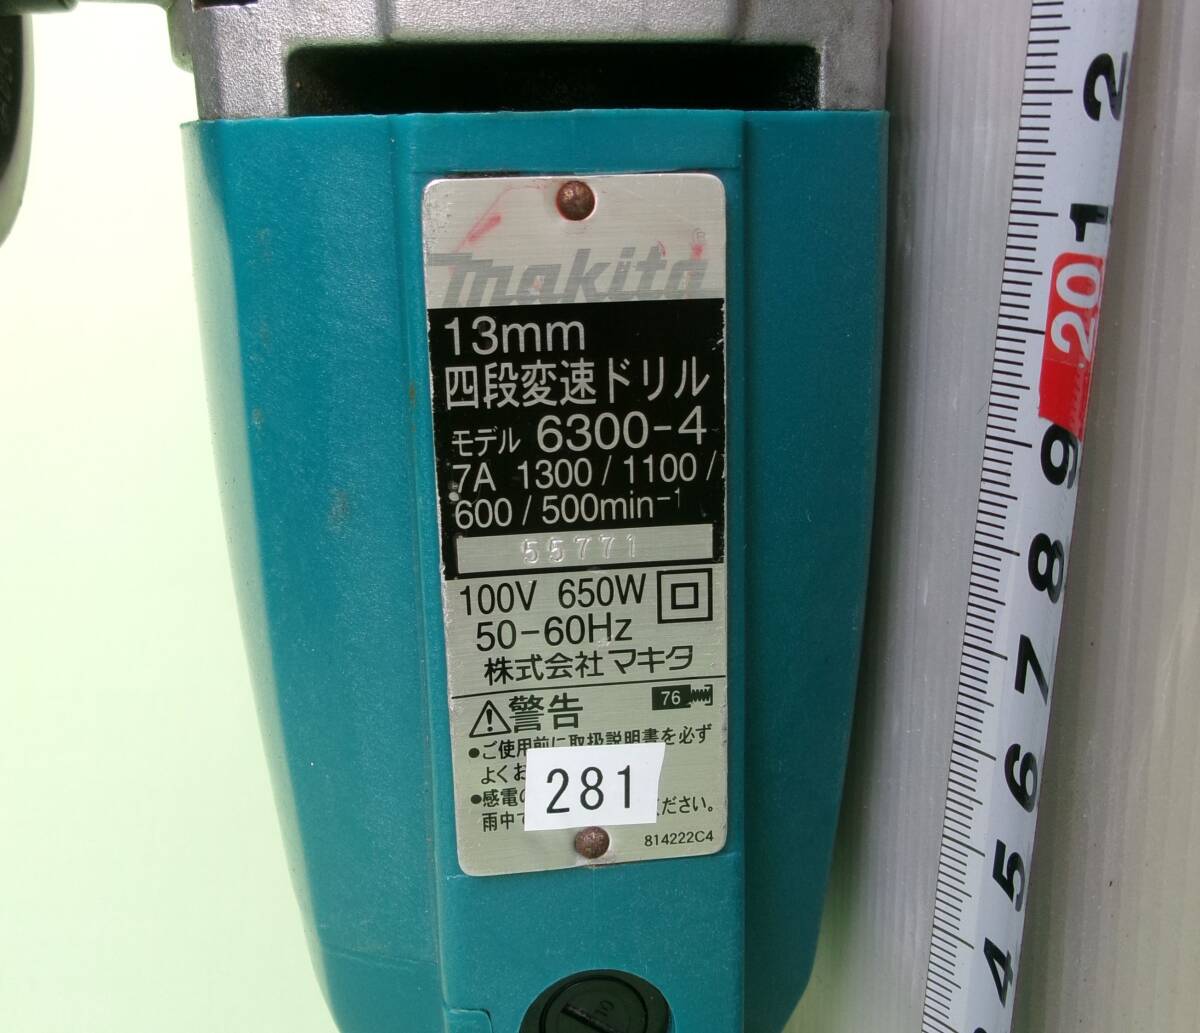 makita®
13mm
四段変速ドリル
モデル 6300-4
7A 1300/1100/
600/500min-1
55771
100V 650W
50-60Hz
株式会社マキタ
⚠警告 76
●ご使用前に取扱説明書を必ず
よくお
●感電の ください。
雨中で
281
814222C4
2
1
20
9
8
7
6
5
4